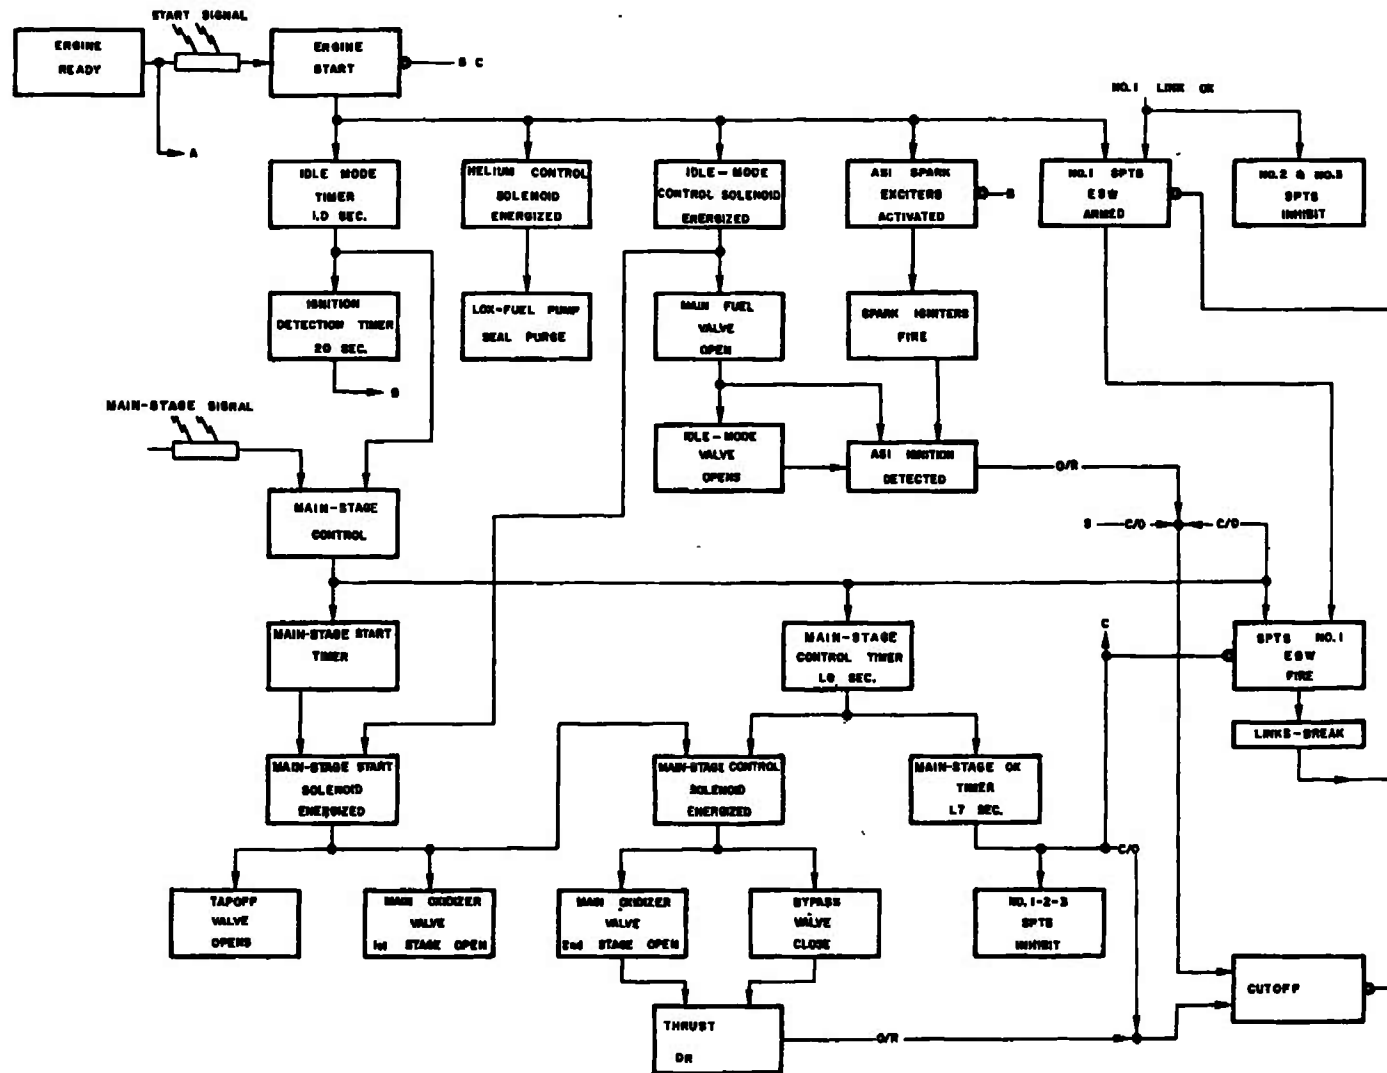 START SIGNAL
ENGINE
READY
ENGINE
START
S C
A
NO. 1 LINK OK
IDLE MODE
TIMER
1.0 SEC.
HELIUM CONTROL
SOLENOID
ENERGIZED
IDLE-MODE
CONTROL SOLENOID
ENERGIZED
ASI SPARK
EXCITERS
ACTIVATED
NO. 1 SPTS
EBW
ARMED
NO. 2 & NO. 3
SPTS
INHIBIT
IGNITION
DETECTION TIMER
20 SEC.
LOX-FUEL PUMP
SEAL PURGE
MAIN FUEL
VALVE
OPEN
SPARK IGNITERS
FIRE
MAIN-STAGE SIGNAL
IDLE-MODE
VALVE
OPENS
ASI IGNITION
DETECTED
O/R
MAIN-STAGE
CONTROL
C/O
C/O
MAIN-STAGE START
TIMER
MAIN-STAGE
CONTROL TIMER
SEC.
C
SPTS NO. 1
EBW
FIRE
LINKS-BREAK
MAIN-STAGE START
SOLENOID
ENERGIZED
MAIN-STAGE CONTROL
SOLENOID
ENERGIZED
MAIN-STAGE OK
TIMER
1.7 SEC.
C/O
TAPOFF
VALVE
OPENS
MAIN OXIDIZER
VALVE
1st STAGE OPEN
MAIN OXIDIZER
VALVE
2nd STAGE OPEN
BYPASS
VALVE
CLOSE
NO. 1-2-3
SPTS
INHIBIT
CUTOFF
THRUST
O/R